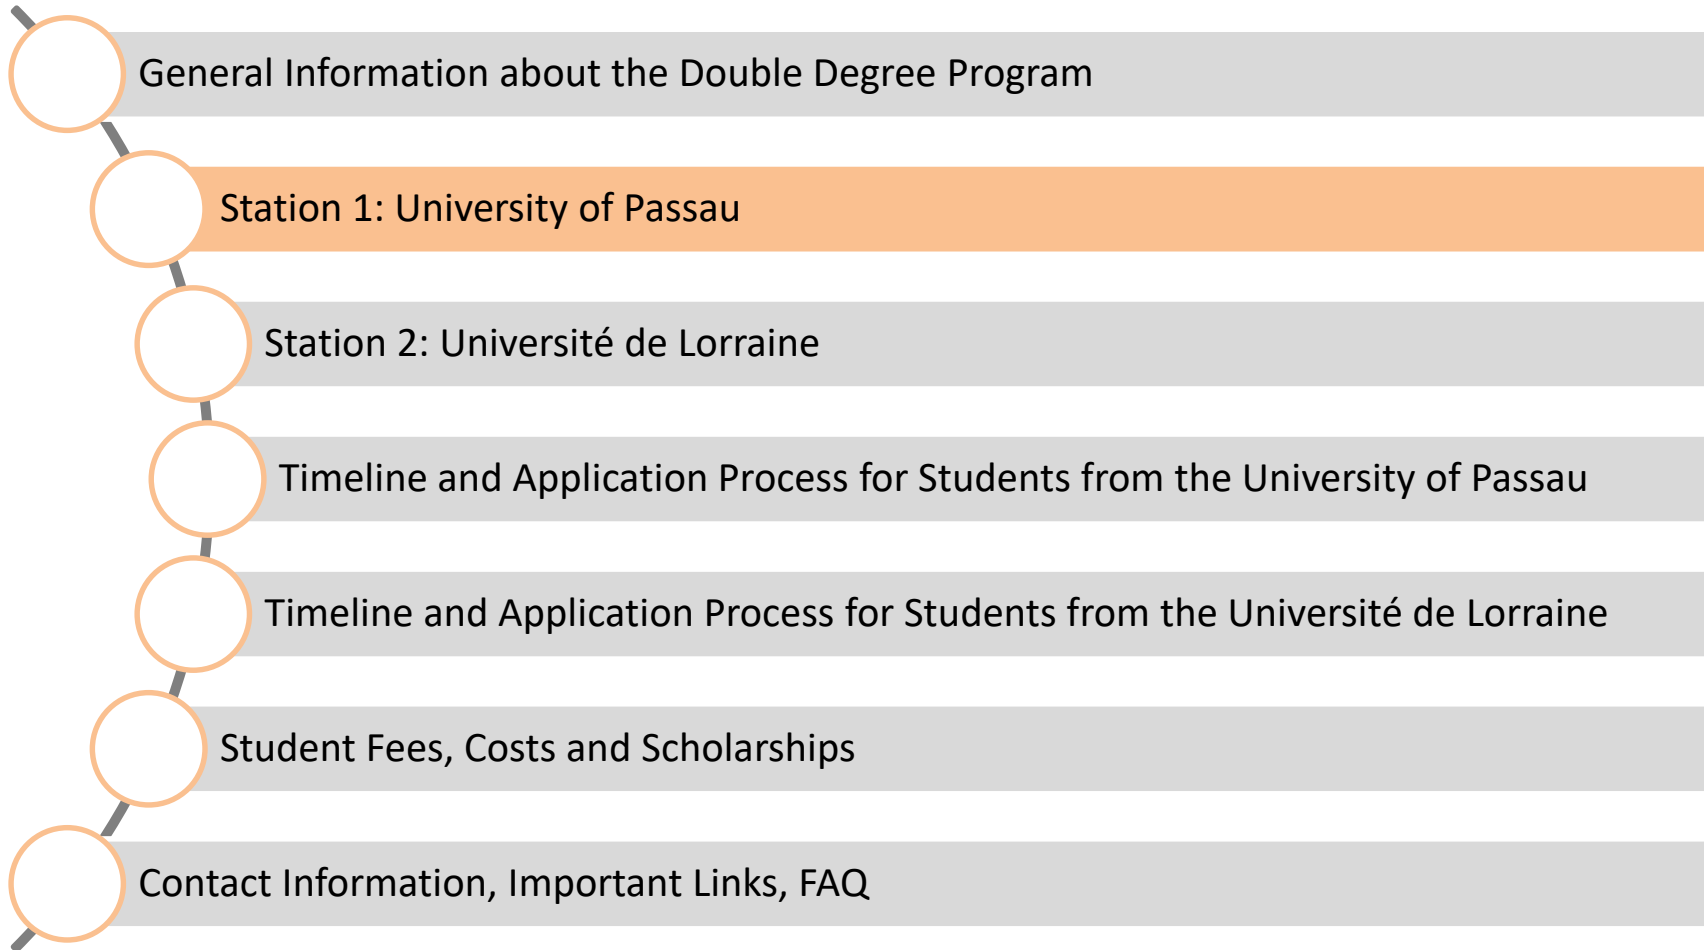 General Information about the Double Degree Program
Station 1: University of Passau
Station 2: Université de Lorraine
Timeline and Application Process for Students from the University of Passau
Timeline and Application Process for Students from the Université de Lorraine
Student Fees, Costs and Scholarships
Contact Information, Important Links, FAQ